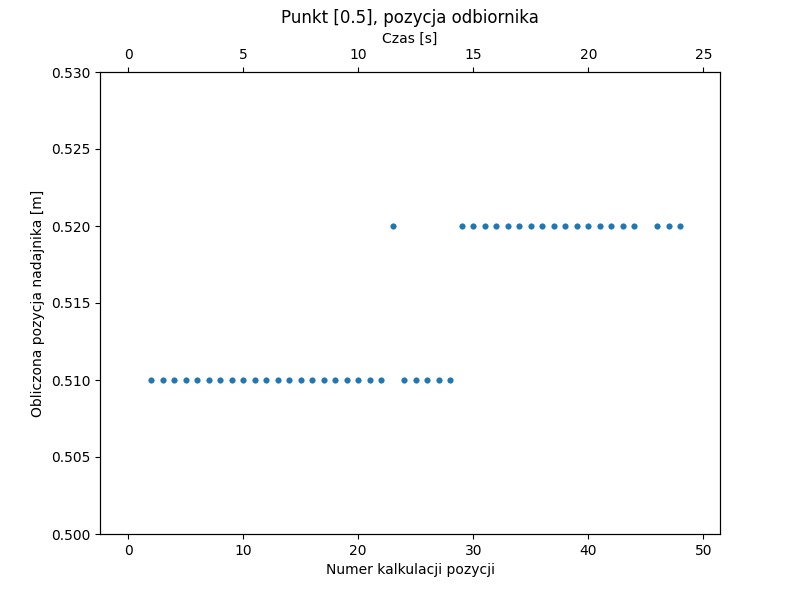 Punkt [0.5], pozycja odbiornika
Czas [s]
0 5 10 15 20 25
0.530
0.525
0.520
0.515
0.510
0.505
0.500
Obliczona pozycja nadajnika [m]
0 10 20 30 40 50
Numer kalkulacji pozycji